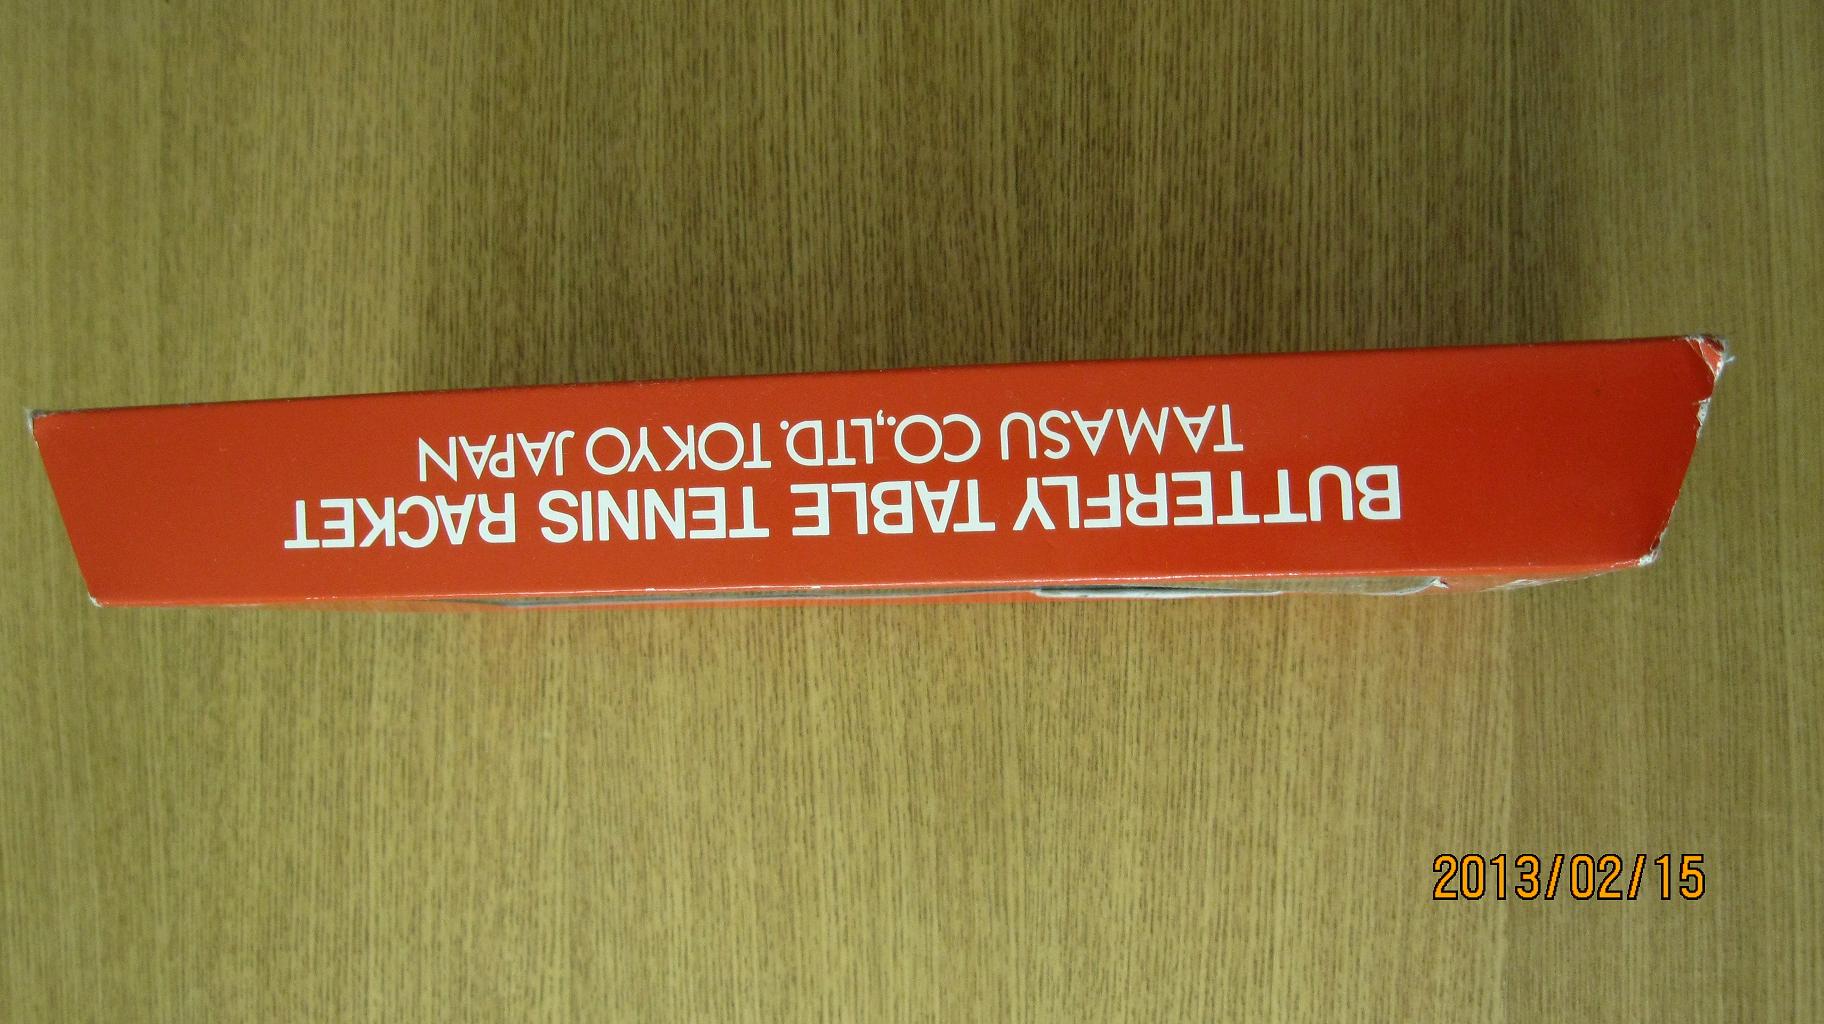 BUTTERFLY TABLE TENNIS RACKET
TAMASU CO.,LTD. TOKYO JAPAN
2013/02/15